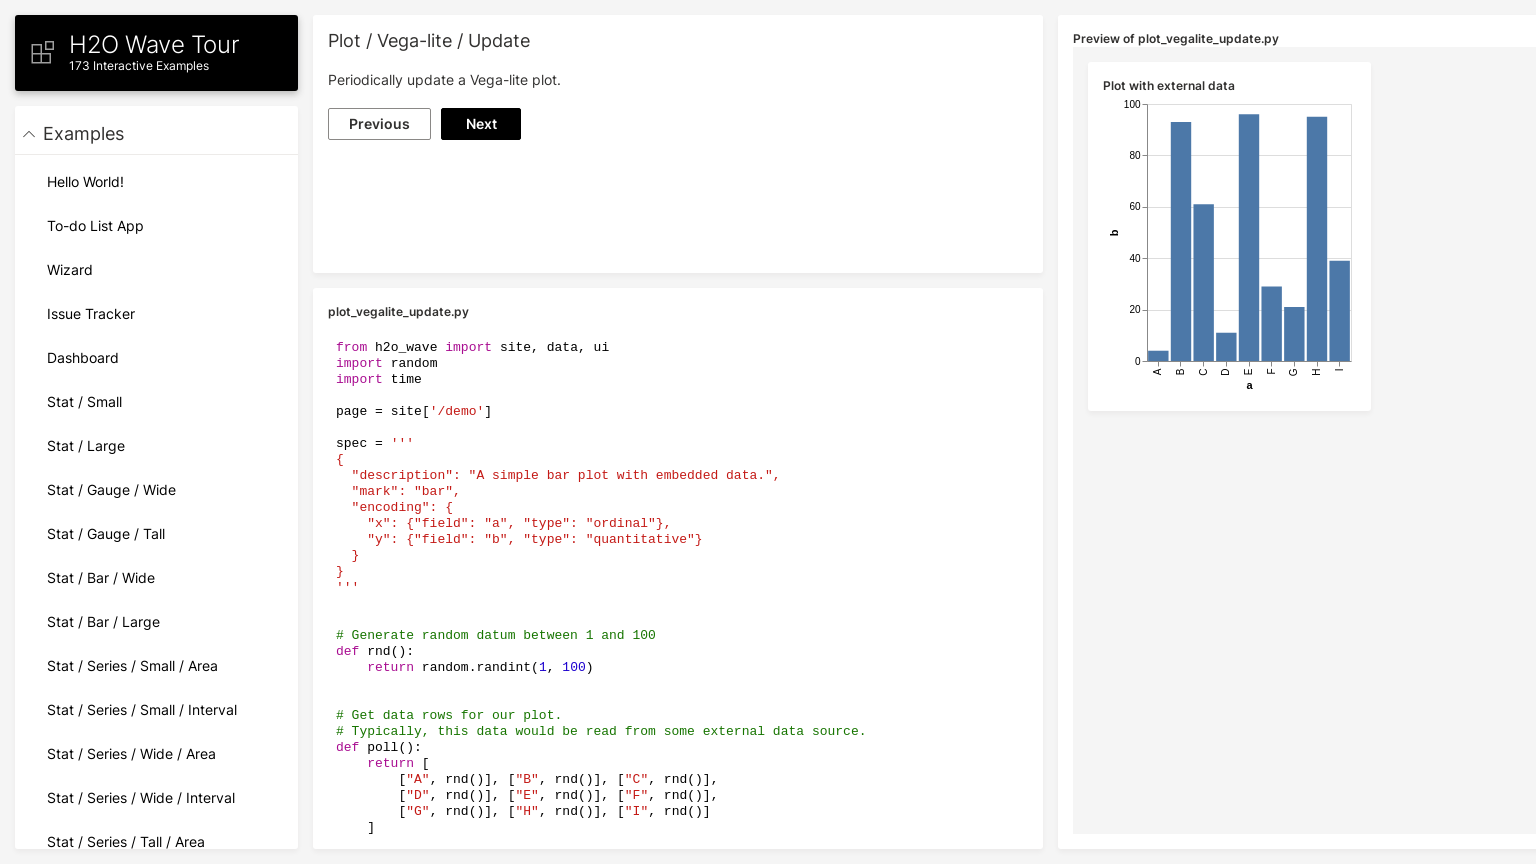 H2O Wave Tour
173 Interactive Examples
Examples
Hello World!
To-do List App
Wizard
Issue Tracker
Dashboard
Stat / Small
Stat / Large
Stat / Gauge / Wide
Stat / Gauge / Tall
Stat / Bar / Wide
Stat / Bar / Large
Stat / Series / Small / Area
Stat / Series / Small / Interval
Stat / Series / Wide / Area
Stat / Series / Wide / Interval
Stat / Series / Tall / Area
Plot / Vega-lite / Update
Periodically update a Vega-lite plot.
Previous
Next
plot_vegalite_update.py
from h2o_wave import site, data, ui
import random
import time
page = site['/demo']
spec = '''
{
  "description": "A simple bar plot with embedded data.",
  "mark": "bar",
  "encoding": {
    "x": {"field": "a", "type": "ordinal"},
    "y": {"field": "b", "type": "quantitative"}
  }
}
'''
# Generate random datum between 1 and 100
def rnd():
    return random.randint(1, 100)
# Get data rows for our plot.
# Typically, this data would be read from some external data source.
def poll():
    return [
        ["A", rnd()], ["B", rnd()], ["C", rnd()],
        ["D", rnd()], ["E", rnd()], ["F", rnd()],
        ["G", rnd()], ["H", rnd()], ["I", rnd()]
    ]
Preview of plot_vegalite_update.py
Plot with external data
100
80
60
40
20
0
b
A B C D E F G H I
a